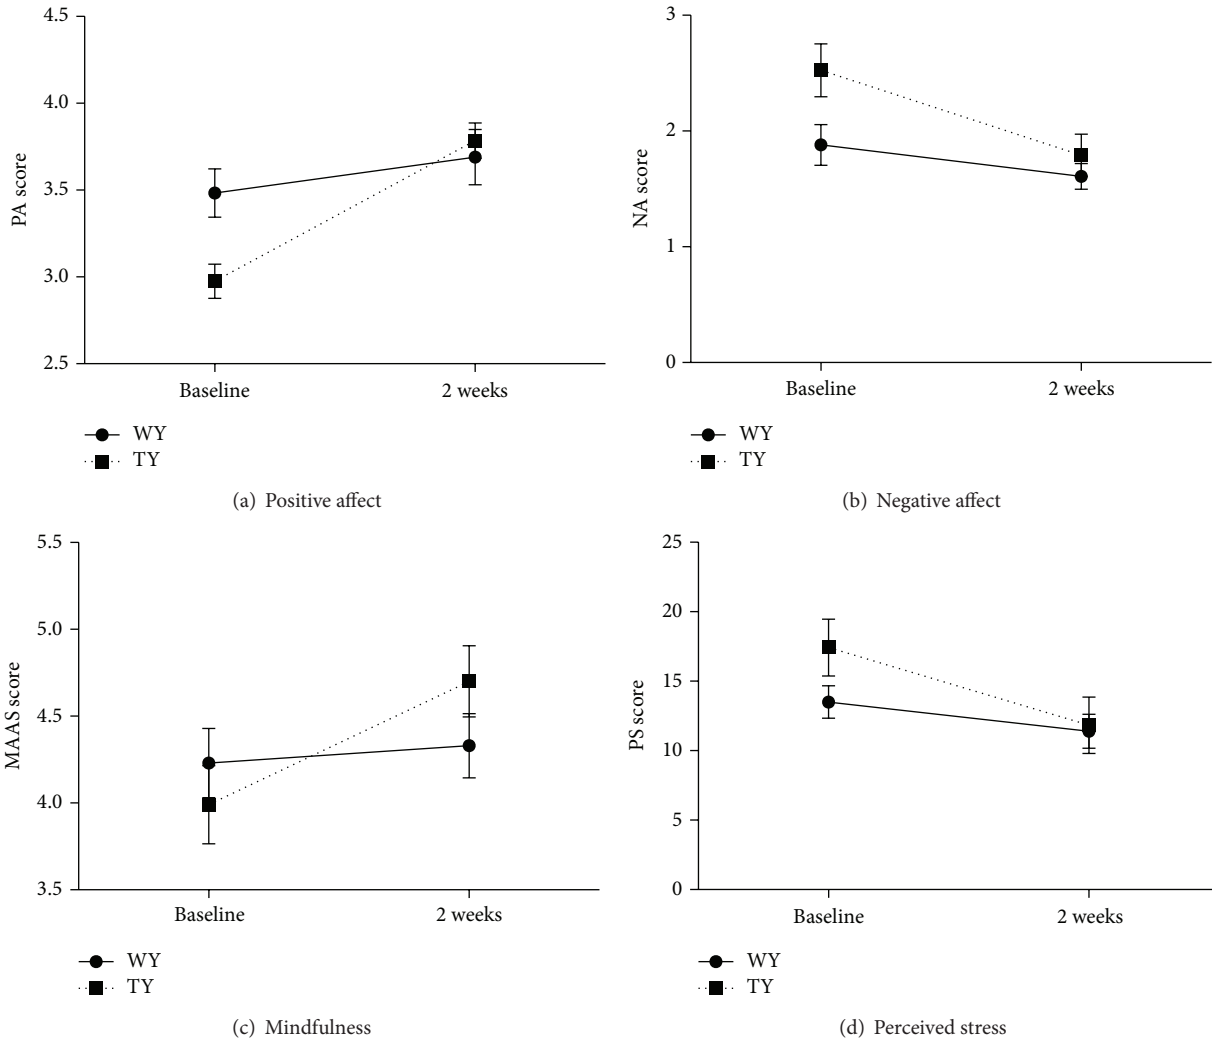 4.5
4.0
3.5
3.0
2.5
PA score
Baseline
2 weeks
WY
TY
(a) Positive affect
3
2
1
0
NA score
Baseline
2 weeks
WY
TY
(b) Negative affect
5.5
5.0
4.5
4.0
3.5
MAAS score
Baseline
2 weeks
WY
TY
(c) Mindfulness
25
20
15
10
5
0
PS score
Baseline
2 weeks
WY
TY
(d) Perceived stress